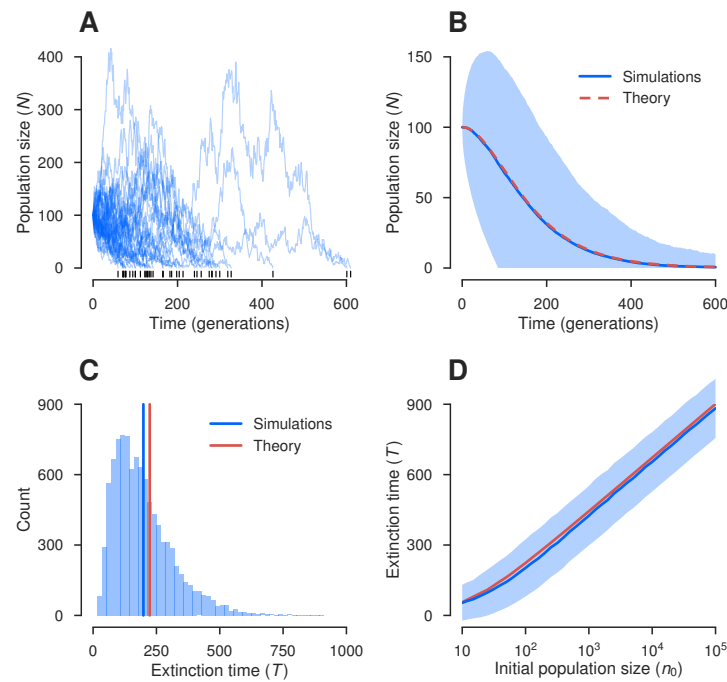 A
Population size (N)
400
300
200
100
0
0
200
400
600
Time (generations)
B
Population size (N)
150
100
50
0
Simulations
Theory
0
200
400
600
Time (generations)
C
Count
900
600
300
0
Simulations
Theory
0
250
500
750
1000
Extinction time (T)
D
Extinction time (T)
900
600
300
0
10
10²
10³
10⁴
10⁵
Initial population size (n₀)